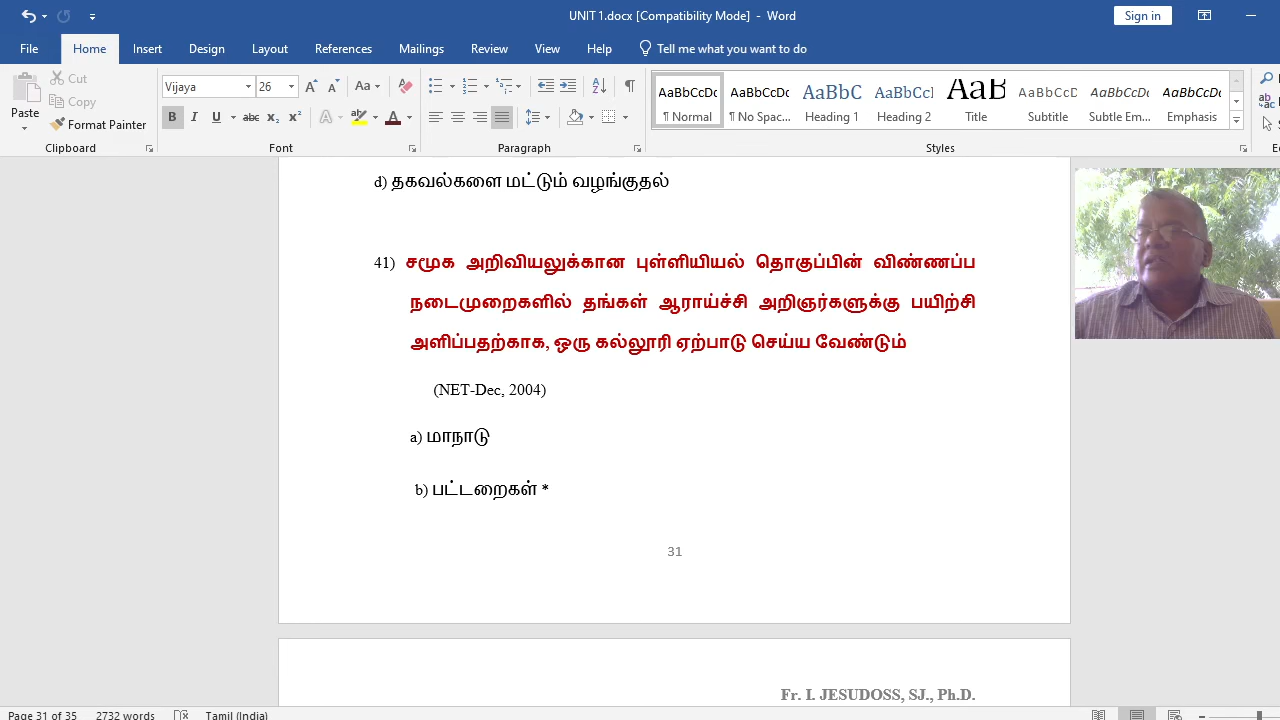 UNIT 1.docx [Compatibility Mode] - Word
Sign in
File Home Insert Design Layout References Mailings Review View Help Tell me what you want to do
Paste
Cut
Copy
Format Painter
Clipboard
Vijaya 26
Font
Paragraph
AaBbCcDc AaBbCcDc AaBbC AaBbCcI AaB AaBbCcD AaBbCcDt AaBbCcDt
¶ Normal ¶ No Spac... Heading 1 Heading 2 Title Subtitle Subtle Em... Emphasis
Styles
d) தகவல்களை மட்டும் வழங்குதல்
41) சமூக அறிவியலுக்கான புள்ளியியல் தொகுப்பின் விண்ணப்ப
நடைமுறைகளில் தங்கள் ஆராய்ச்சி அறிஞர்களுக்கு பயிற்சி
அளிப்பதற்காக, ஒரு கல்லூரி ஏற்பாடு செய்ய வேண்டும்
(NET-Dec, 2004)
a) மாநாடு
b) பட்டறைகள் *
31
Fr. I. JESUDOSS, SJ., Ph.D.
Page 31 of 35 2732 words Tamil (India)